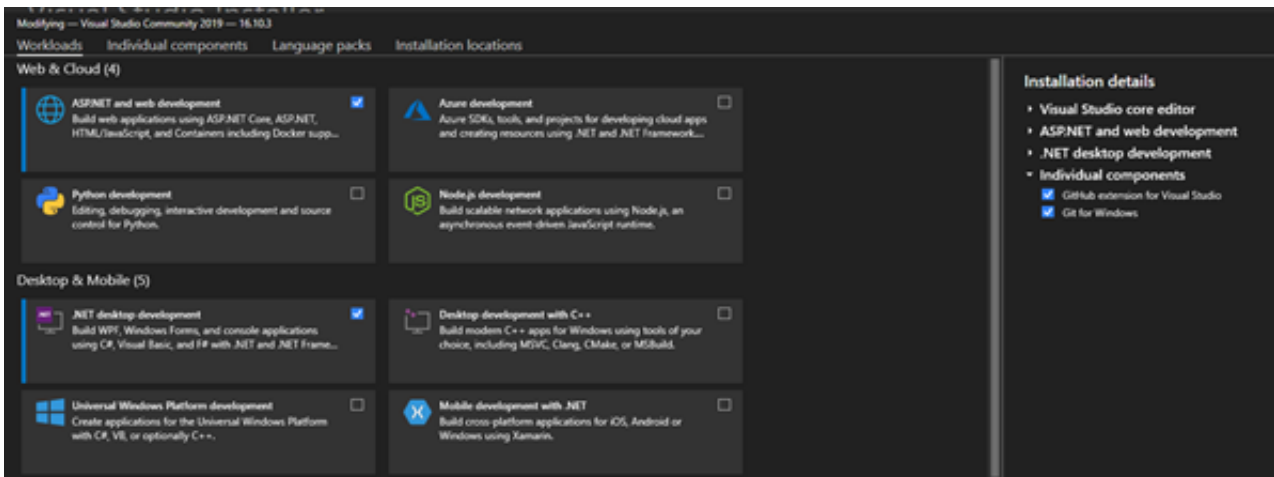 Modifying — Visual Studio Community 2019 — 16.10.3
Workloads Individual components Language packs Installation locations
Web & Cloud (4)
ASP.NET and web development
Build web applications using ASP.NET Core, ASP.NET,
HTML/JavaScript, and Containers including Docker supp...
Azure development
Azure SDKs, tools, and projects for developing cloud apps
and creating resources using .NET and .NET Framework....
Python development
Editing, debugging, interactive development and source
control for Python.
Node.js development
Build scalable network applications using Node.js, an
asynchronous event-driven JavaScript runtime.
Desktop & Mobile (5)
.NET desktop development
Build WPF, Windows Forms, and console applications
using C#, Visual Basic, and F# with .NET and .NET Frame...
Desktop development with C++
Build modern C++ apps for Windows using tools of your
choice, including MSVC, Clang, CMake, or MSBuild.
Universal Windows Platform development
Create applications for the Universal Windows Platform
with C#, VB, or optionally C++.
Mobile development with .NET
Build cross-platform applications for iOS, Android or
Windows using Xamarin.
Installation details
Visual Studio core editor
ASP.NET and web development
.NET desktop development
Individual components
GitHub extension for Visual Studio
Git for Windows